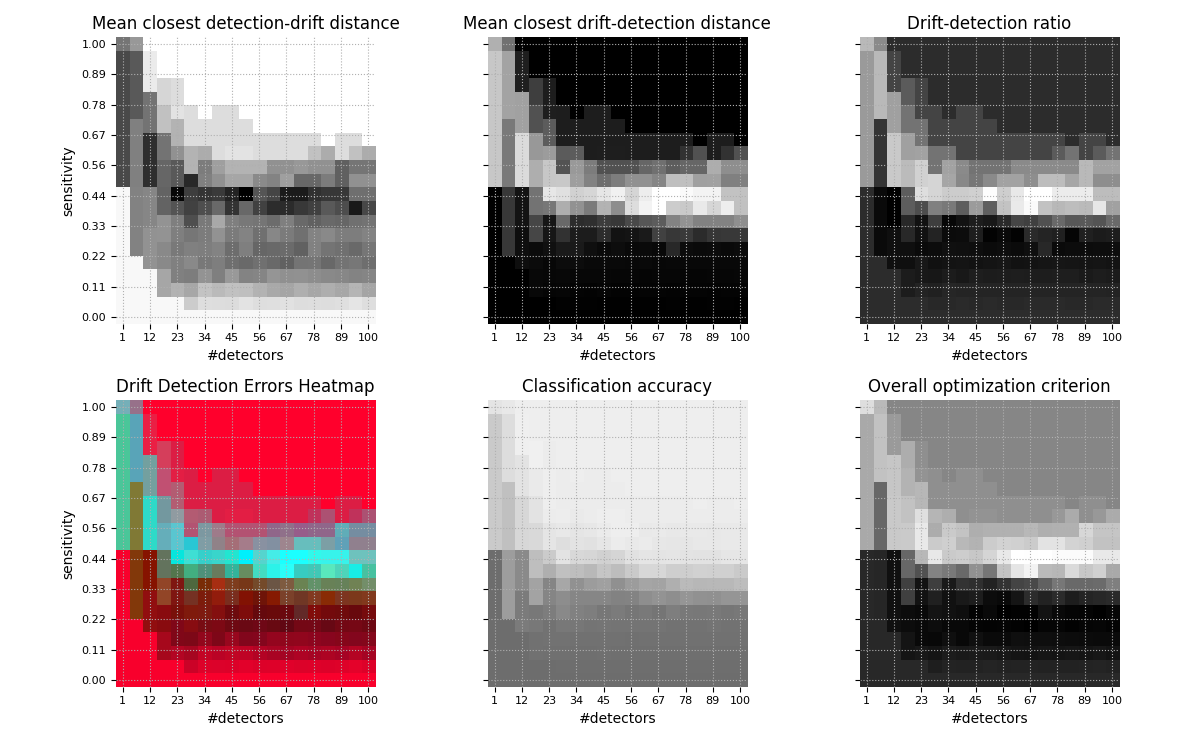 Mean closest detection-drift distance
Mean closest drift-detection distance
Drift-detection ratio
sensitivity
1.00
0.89
0.78
0.67
0.56
0.44
0.33
0.22
0.11
0.00
1 12 23 34 45 56 67 78 89 100
#detectors
1 12 23 34 45 56 67 78 89 100
#detectors
1 12 23 34 45 56 67 78 89 100
#detectors
Drift Detection Errors Heatmap
Classification accuracy
Overall optimization criterion
sensitivity
1.00
0.89
0.78
0.67
0.56
0.44
0.33
0.22
0.11
0.00
1 12 23 34 45 56 67 78 89 100
#detectors
1 12 23 34 45 56 67 78 89 100
#detectors
1 12 23 34 45 56 67 78 89 100
#detectors